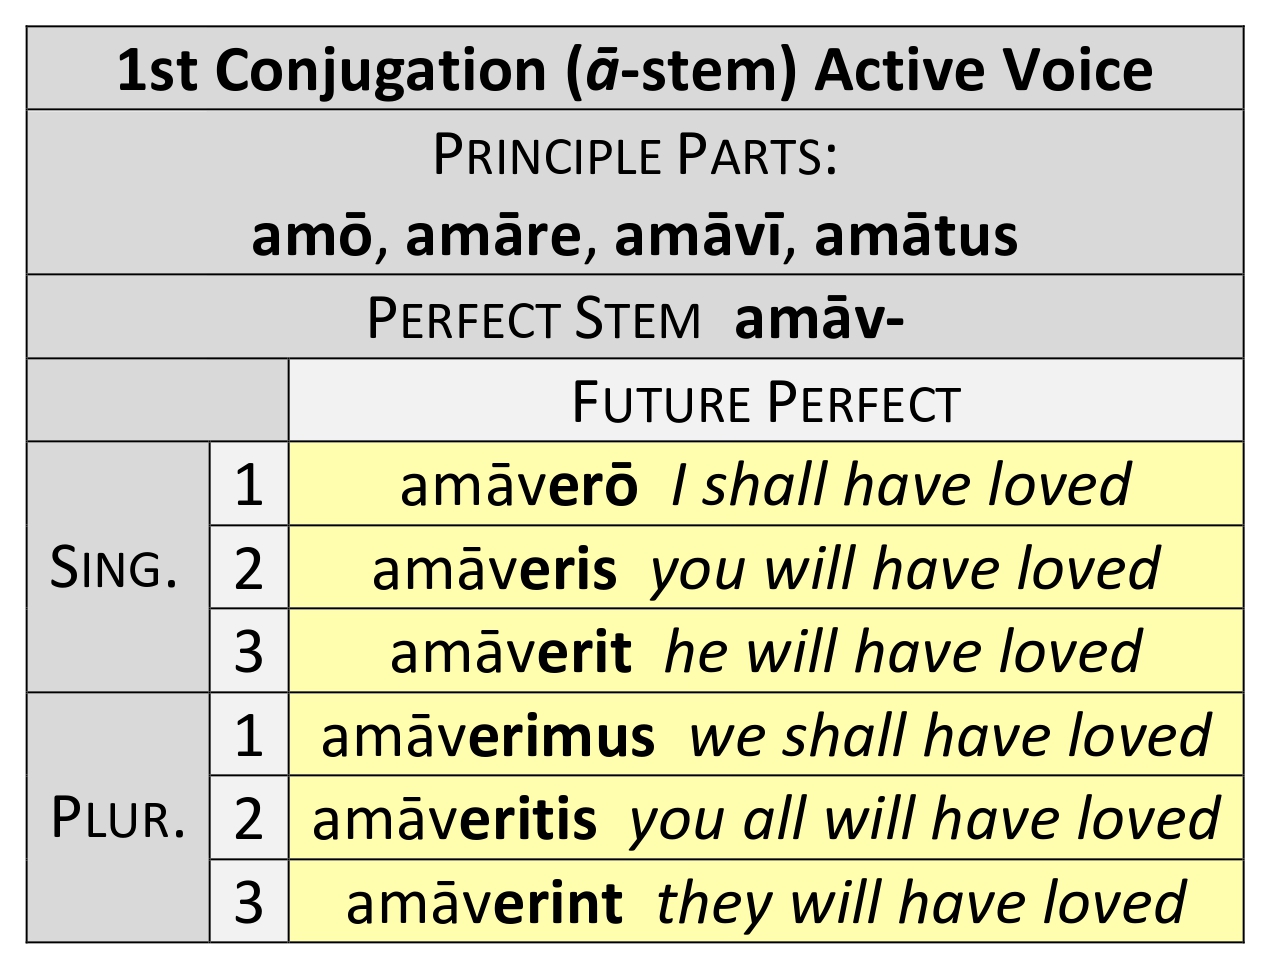 1st Conjugation (ā-stem) Active Voice
Principle Parts:
amō, amāre, amāvī, amātus
Perfect Stem amāv-
Future Perfect
Sing.
1 amāverō I shall have loved
2 amāveris you will have loved
3 amāverit he will have loved
Plur.
1 amāverimus we shall have loved
2 amāveritis you all will have loved
3 amāverint they will have loved